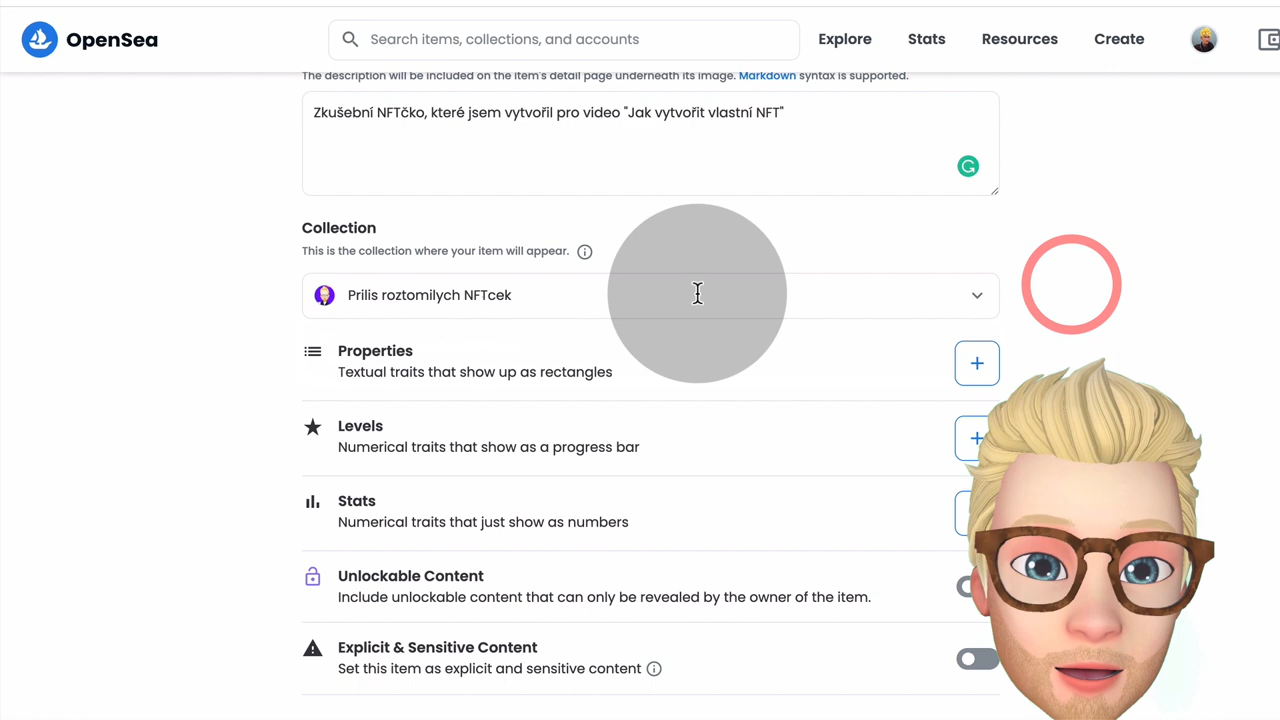 OpenSea
Search items, collections, and accounts
Explore
Stats
Resources
Create
The description will be included on the item's detail page underneath its image. Markdown syntax is supported.
Zkušební NFTčko, které jsem vytvořil pro video "Jak vytvořit vlastní NFT"
Collection
This is the collection where your item will appear.
Prilis roztomilych NFTcek
Properties
Textual traits that show up as rectangles
Levels
Numerical traits that show as a progress bar
Stats
Numerical traits that just show as numbers
Unlockable Content
Include unlockable content that can only be revealed by the owner of the item.
Explicit & Sensitive Content
Set this item as explicit and sensitive content